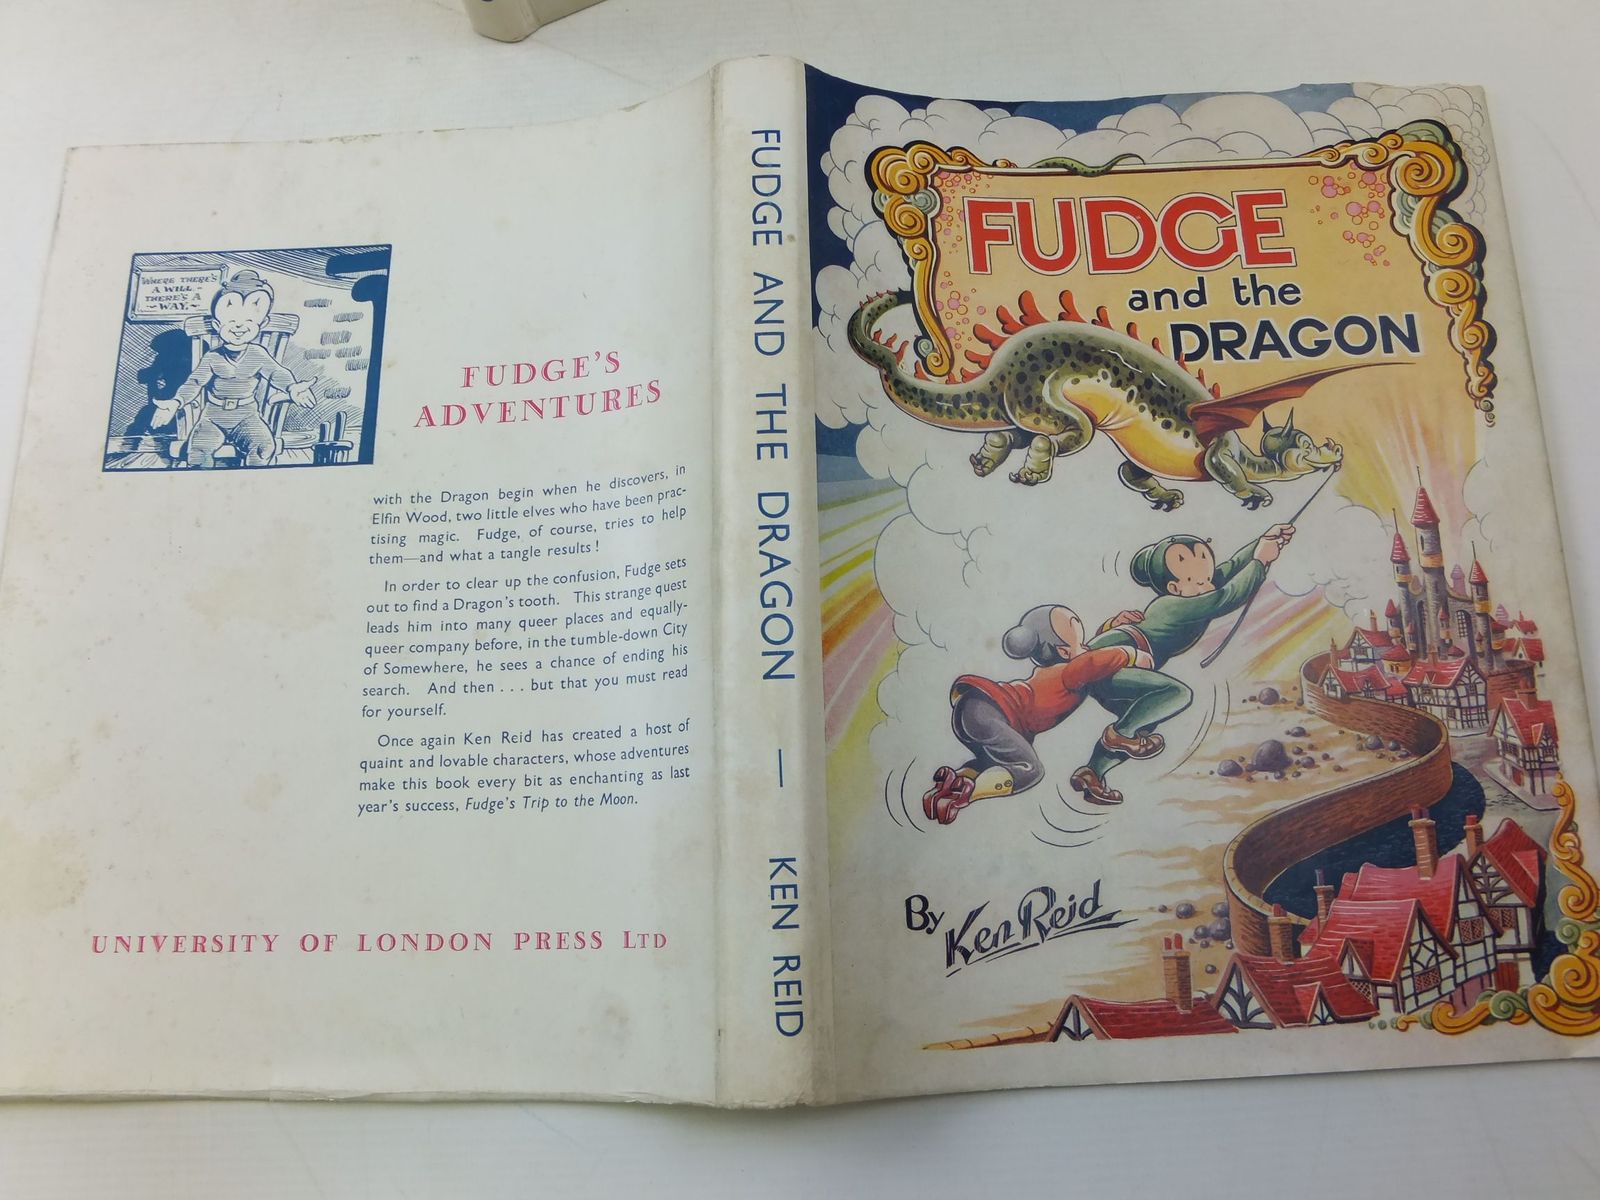 WHERE THERE'S
A WILL -
THERE'S A
~ WAY. ~
FUDGE'S
ADVENTURES
with the Dragon begin when he discovers, in
Elfin Wood, two little elves who have been prac-
tising magic. Fudge, of course, tries to help
them—and what a tangle results !
In order to clear up the confusion, Fudge sets
out to find a Dragon's tooth. This strange quest
leads him into many queer places and equally-
queer company before, in the tumble-down City
of Somewhere, he sees a chance of ending his
search. And then . . . but that you must read
for yourself.
Once again Ken Reid has created a host of
quaint and lovable characters, whose adventures
make this book every bit as enchanting as last
year's success, Fudge's Trip to the Moon.
UNIVERSITY OF LONDON PRESS LTD
FUDGE AND THE DRAGON — KEN REID
FUDGE
and the
DRAGON
By Ken Reid